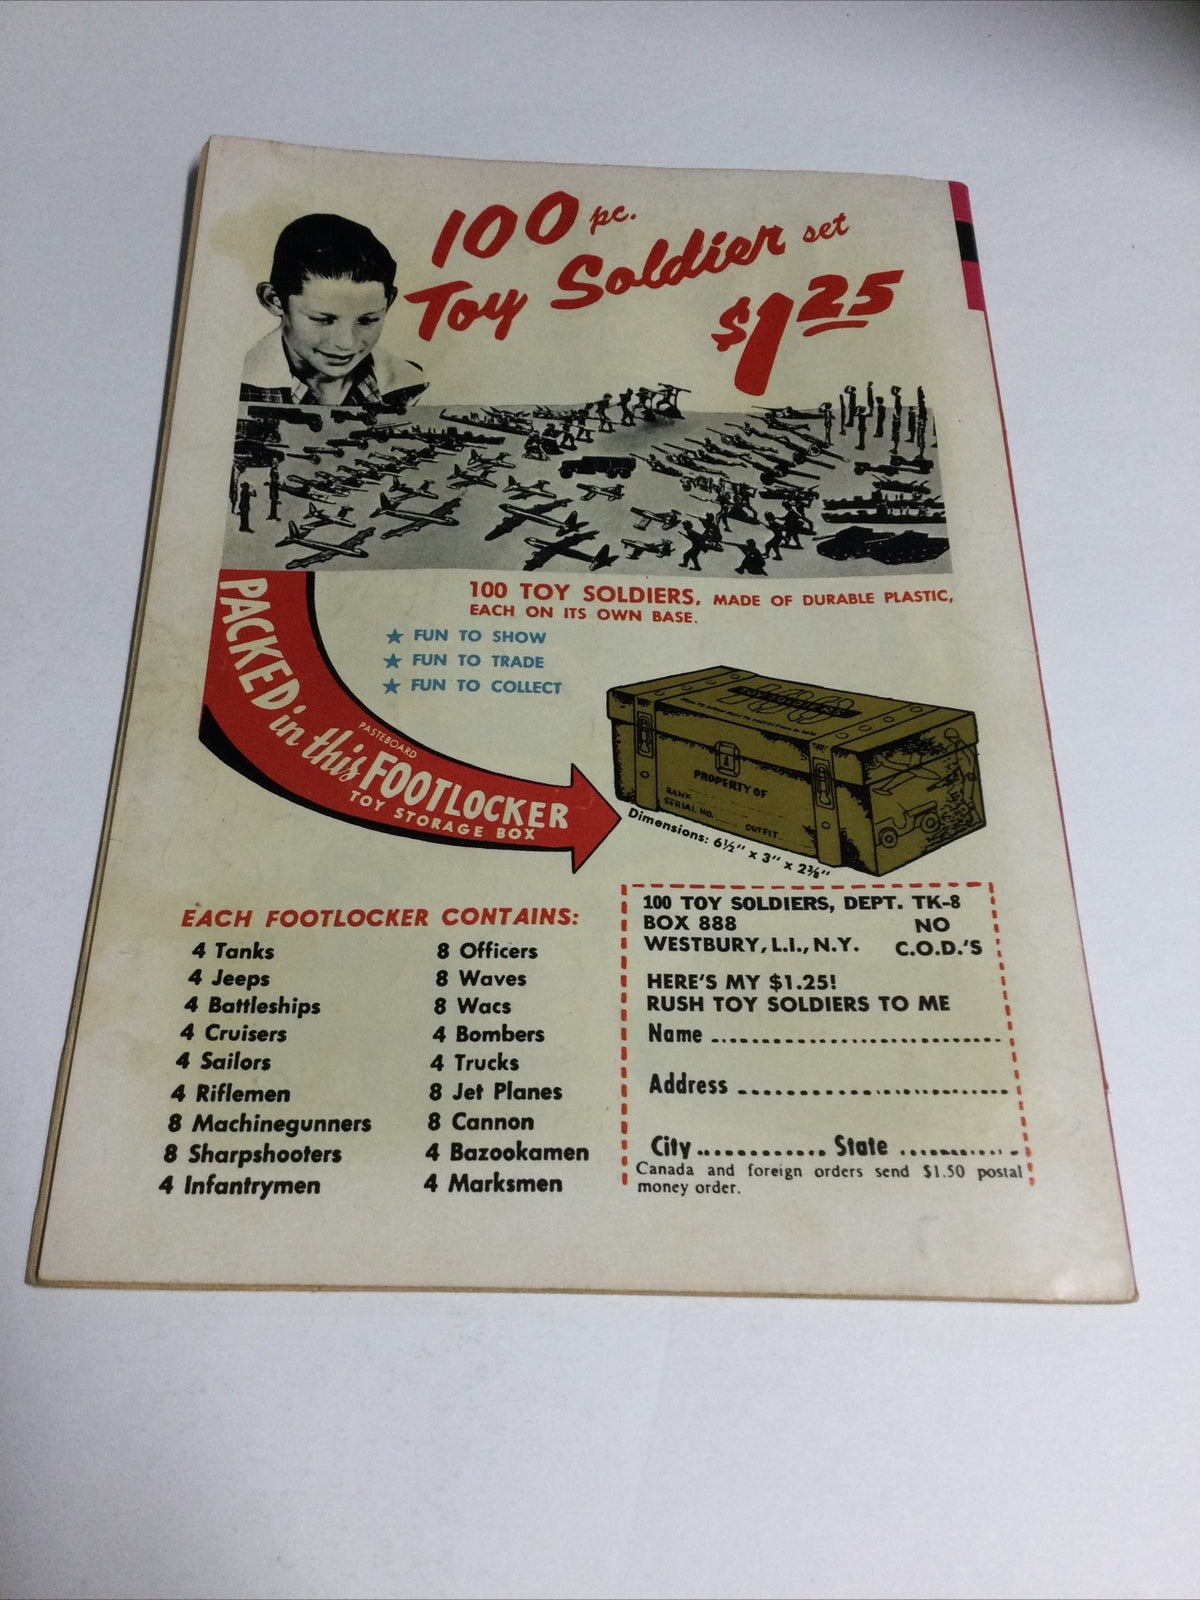 100 pc.
Toy Soldier set
$1 25
100 TOY SOLDIERS, MADE OF DURABLE PLASTIC,
EACH ON ITS OWN BASE.
★ FUN TO SHOW
★ FUN TO TRADE
★ FUN TO COLLECT
PACKED in this PASTEBOARD FOOTLOCKER
TOY STORAGE BOX
PROPERTY OF
RANK
SERIAL NO.
OUTFIT
Dimensions: 6½" x 3" x 2⅜"
EACH FOOTLOCKER CONTAINS:
4 Tanks
4 Jeeps
4 Battleships
4 Cruisers
4 Sailors
4 Riflemen
8 Machinegunners
8 Sharpshooters
4 Infantrymen
8 Officers
8 Waves
8 Wacs
4 Bombers
4 Trucks
8 Jet Planes
8 Cannon
4 Bazookamen
4 Marksmen
100 TOY SOLDIERS, DEPT. TK-8
BOX 888 NO
WESTBURY, L.I., N.Y. C.O.D.'S
HERE'S MY $1.25!
RUSH TOY SOLDIERS TO ME
Name
Address
City ............ State ............
Canada and foreign orders send $1.50 postal
money order.